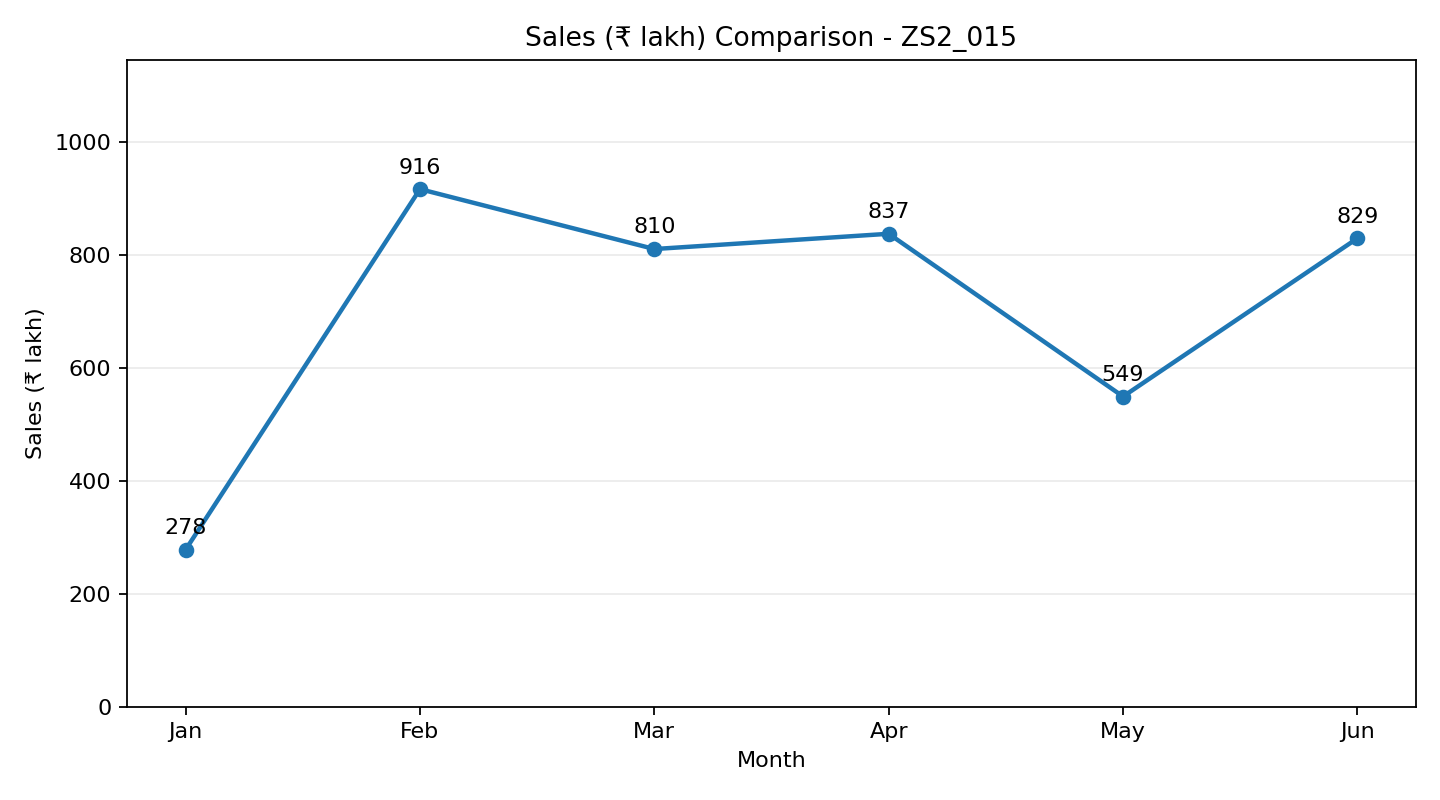 Sales (₹ lakh) Comparison - ZS2_015
Sales (₹ lakh)
1000
800
600
400
200
0
278
916
810
837
549
829
Jan
Feb
Mar
Apr
May
Jun
Month